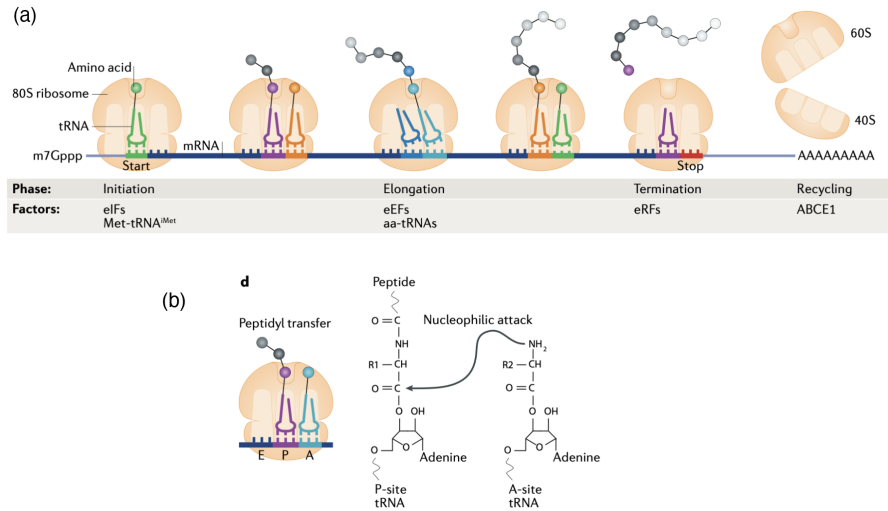 (a)
Amino acid
80S ribosome
tRNA
mRNA
m7Gppp
Start
Stop
AAAAAAAAA
60S
40S
Phase: Initiation Elongation Termination Recycling
Factors: eIFs eEFs eRFs ABCE1
Met-tRNAiMet aa-tRNAs
(b)
d
Peptidyl transfer
E P A
Peptide
Nucleophilic attack
O=C
NH
NH2
R1—CH
R2—CH
O=C
O=C
O
O
OH
OH
O
O
O
O
Adenine
Adenine
P-site
tRNA
A-site
tRNA